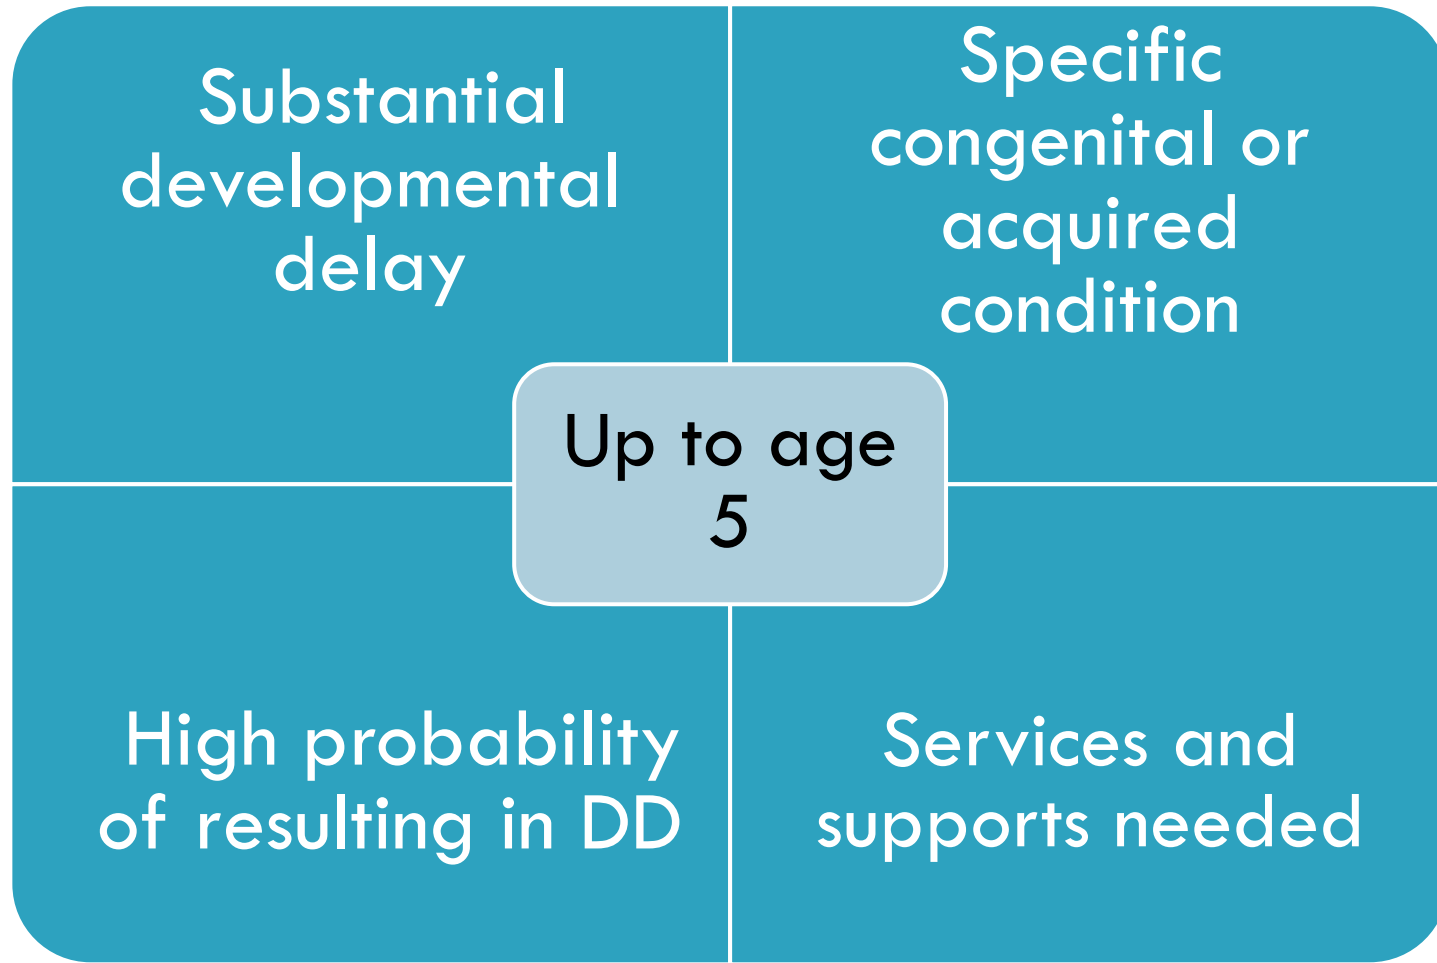 Substantial
developmental
delay
Specific
congenital or
acquired
condition
Up to age
5
High probability
of resulting in DD
Services and
supports needed